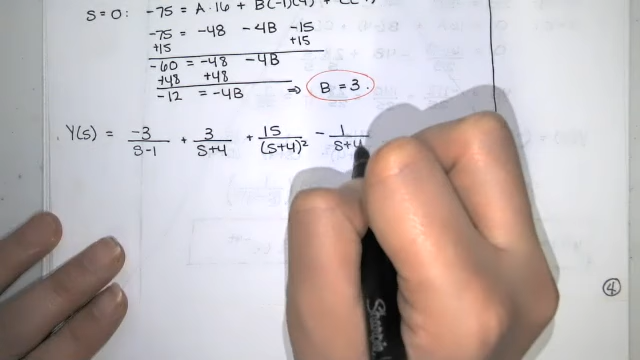 S=0: -75 = A·16 + B(-1)(4) +
-75 = -48 -4B -15
+15 +15
-60 = -48 -4B
+48 +48
-12 = -4B ⇒ B = 3.
Y(s) = -3/(s-1) + 3/(s+4) + 15/(s+4)² - 1/(s+4
Sharpie
4